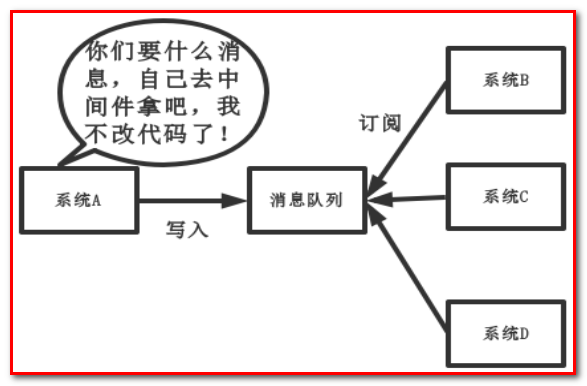 你们要什么消
息，自己去中
间件拿吧，我
不改代码了！
系统B
订阅
系统A
消息队列
系统C
写入
系统D